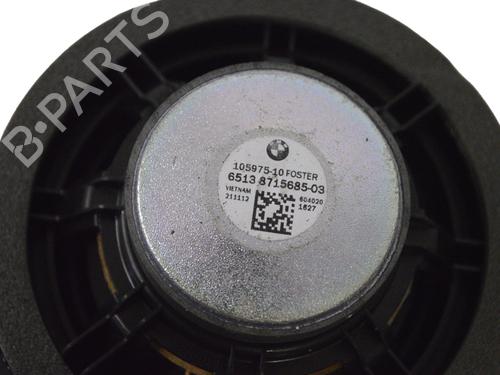 B-PARTS
105975-10 FOSTER
6513 8715685-03
VIETNAM 604020
211112 1627